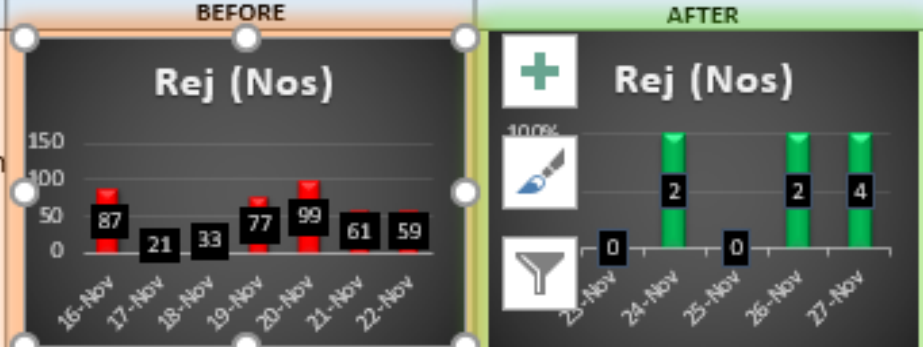 BEFORE
Rej (Nos)
150
100
50
0
87
21
33
77
99
61
59
16-Nov
17-Nov
18-Nov
19-Nov
20-Nov
21-Nov
22-Nov
AFTER
Rej (Nos)
100%
0
2
0
2
4
23-Nov
24-Nov
25-Nov
26-Nov
27-Nov